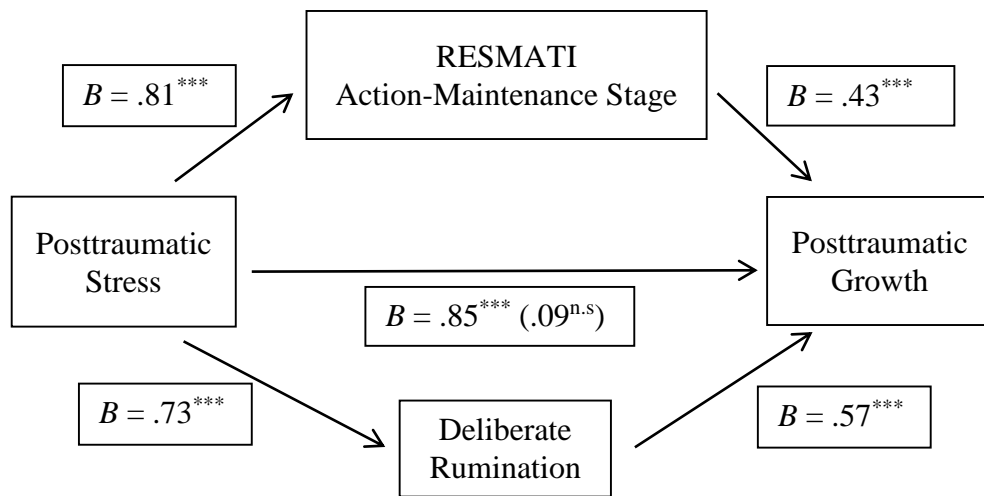 RESMATI
Action-Maintenance Stage
B = .81***
B = .43***
Posttraumatic
Stress
Posttraumatic
Growth
B = .85*** (.09n.s)
B = .73***
Deliberate
Rumination
B = .57***